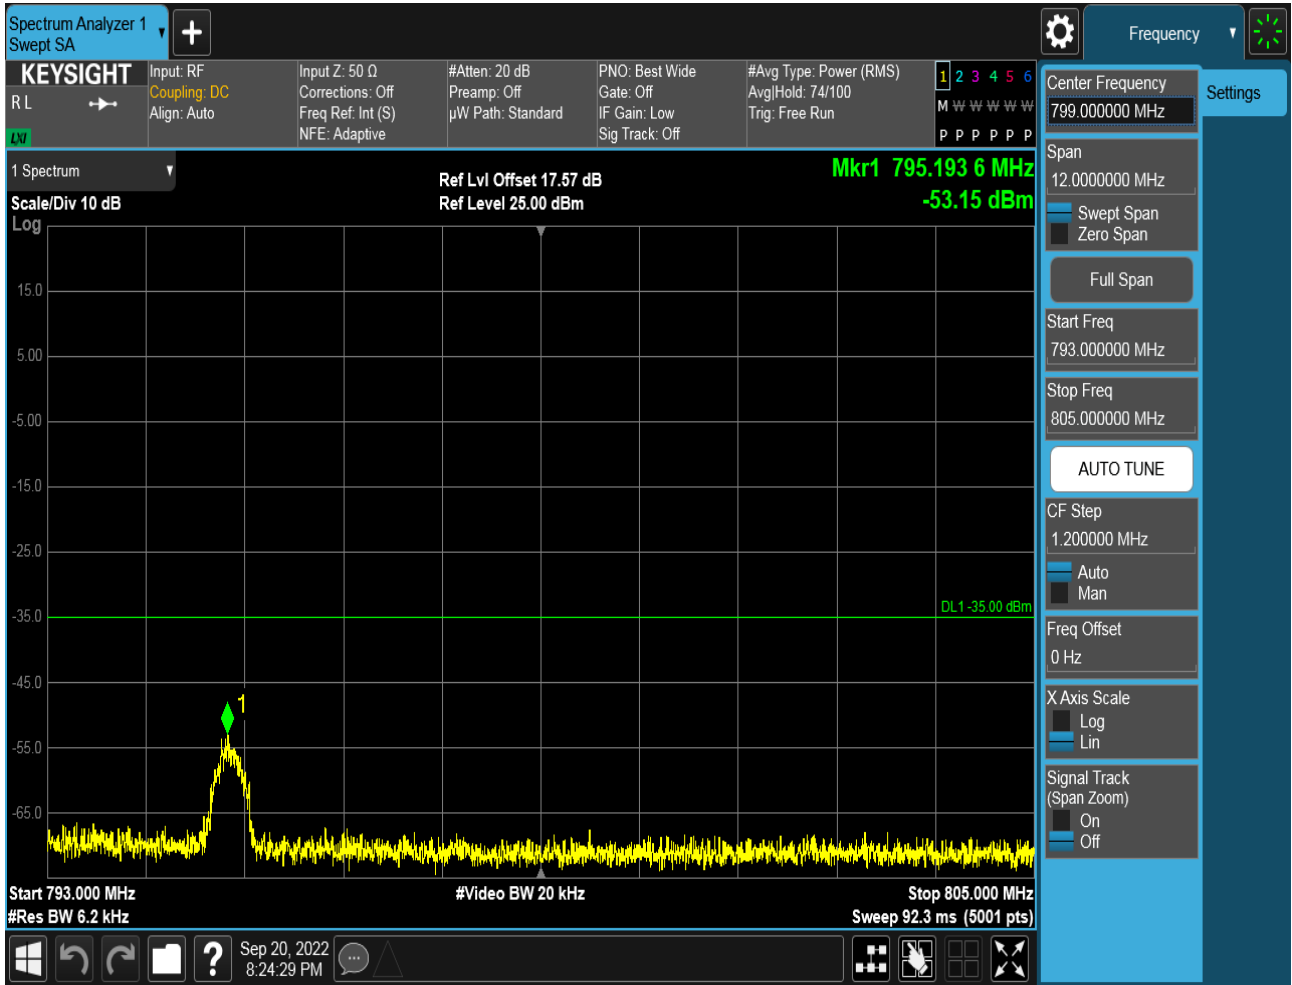 Spectrum Analyzer 1
Swept SA
Frequency
KEYSIGHT
R L
LXI
Input: RF
Coupling: DC
Align: Auto
Input Z: 50 Ω
Corrections: Off
Freq Ref: Int (S)
NFE: Adaptive
#Atten: 20 dB
Preamp: Off
µW Path: Standard
PNO: Best Wide
Gate: Off
IF Gain: Low
Sig Track: Off
#Avg Type: Power (RMS)
Avg|Hold: 74/100
Trig: Free Run
1 2 3 4 5 6
M W W W W W
P P P P P P
1 Spectrum
Scale/Div 10 dB
Log
Ref Lvl Offset 17.57 dB
Ref Level 25.00 dBm
Mkr1 795.193 6 MHz
-53.15 dBm
15.0
5.00
-5.00
-15.0
-25.0
-35.0
DL1 -35.00 dBm
-45.0
1
-55.0
-65.0
Start 793.000 MHz
#Video BW 20 kHz
Stop 805.000 MHz
#Res BW 6.2 kHz
Sweep 92.3 ms (5001 pts)
Center Frequency
799.000000 MHz
Settings
Span
12.0000000 MHz
Swept Span
Zero Span
Full Span
Start Freq
793.000000 MHz
Stop Freq
805.000000 MHz
AUTO TUNE
CF Step
1.200000 MHz
Auto
Man
Freq Offset
0 Hz
X Axis Scale
Log
Lin
Signal Track
(Span Zoom)
On
Off
?
Sep 20, 2022
8:24:29 PM